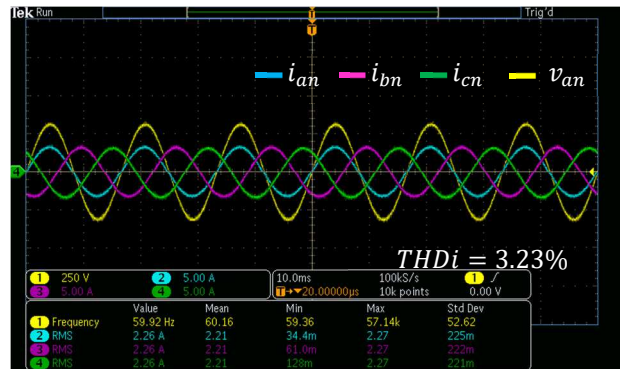 Tek Run Trig'd
T
T
i_an i_bn i_cn v_an
4
THDi = 3.23%
1 250 V 2 5.00 A 10.0ms 100kS/s 1 ∫
3 5.00 A 4 5.00 A T→▼20.00000µs 10k points 0.00 V
Value Mean Min Max Std Dev
1 Frequency 59.92 Hz 60.16 59.36 57.14k 52.62
2 RMS 2.26 A 2.21 34.4m 2.27 225m
3 RMS 2.26 A 2.21 61.0m 2.27 222m
4 RMS 2.26 A 2.21 128m 2.27 221m